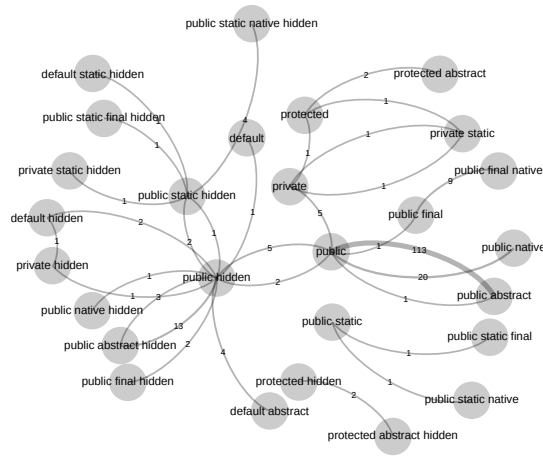 public static native hidden
default static hidden
2
protected abstract
1
public static final hidden
1
4
protected
default
1
private static
1
1
private static hidden
public final native
9
1
private
1
public static hidden
1
default hidden
2
1
5
public final
1
2
1
private hidden
5
public
1
113
public native
public hidden
1
2
20
1
3
1
public abstract
public native hidden
13
public static
public static final
public abstract hidden
2
4
1
public final hidden
protected hidden
1
2
public static native
default abstract
protected abstract hidden